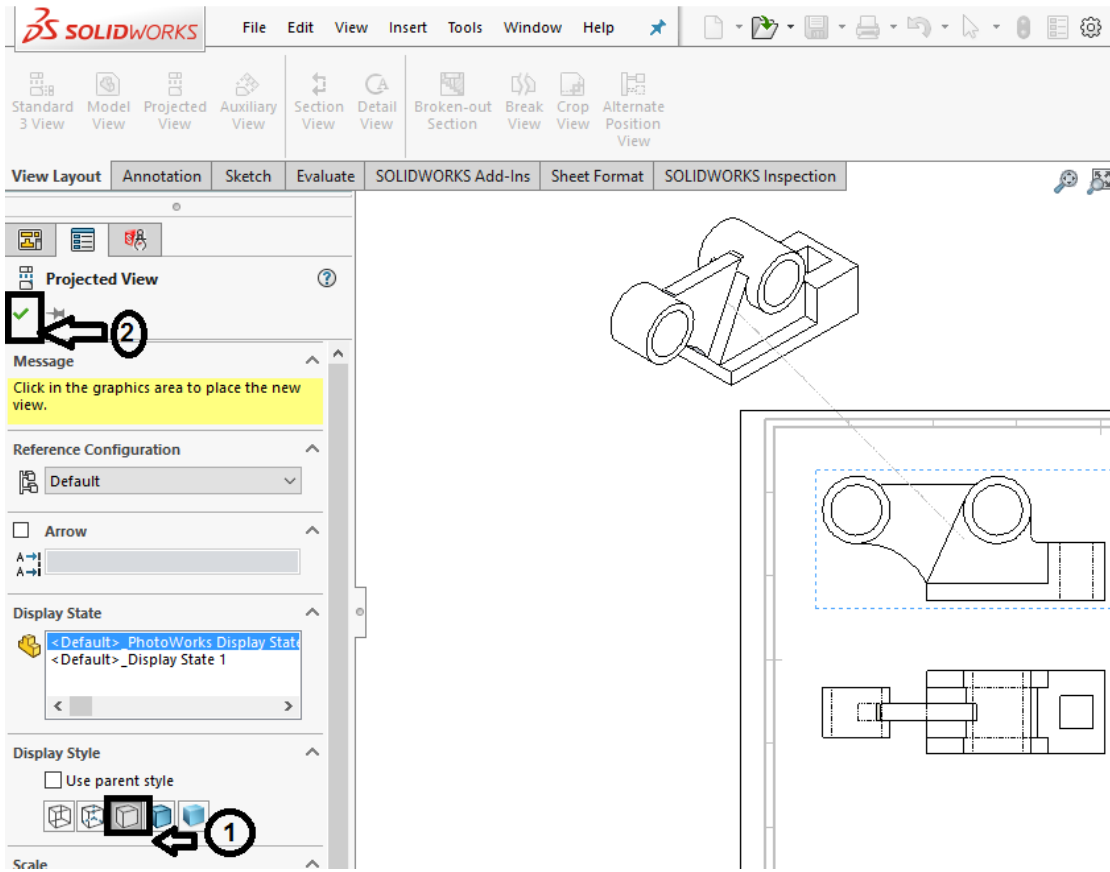 SOLIDWORKS File Edit View Insert Tools Window Help
Standard 3 View
Model View
Projected View
Auxiliary View
Section View
Detail View
Broken-out Section
Break View
Crop View
Alternate Position View
View Layout Annotation Sketch Evaluate SOLIDWORKS Add-Ins Sheet Format SOLIDWORKS Inspection
Projected View
2
Message
Click in the graphics area to place the new
view.
Reference Configuration
Default
Arrow
Display State
<Default>_PhotoWorks Display State
<Default>_Display State 1
Display Style
Use parent style
1
Scale